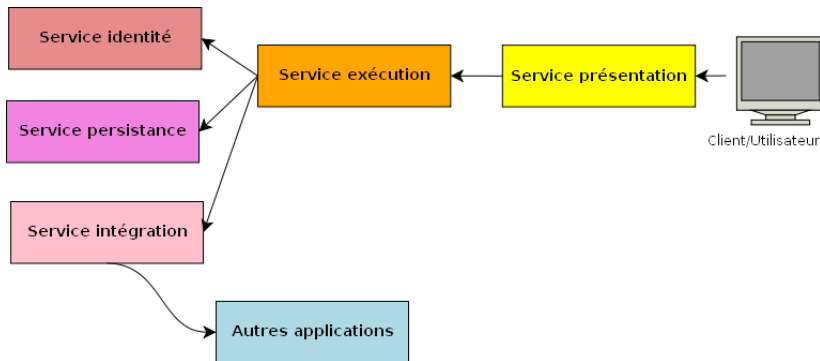 Service identité
Service exécution
Service présentation
Client/Utilisateur
Service persistance
Service intégration
Autres applications